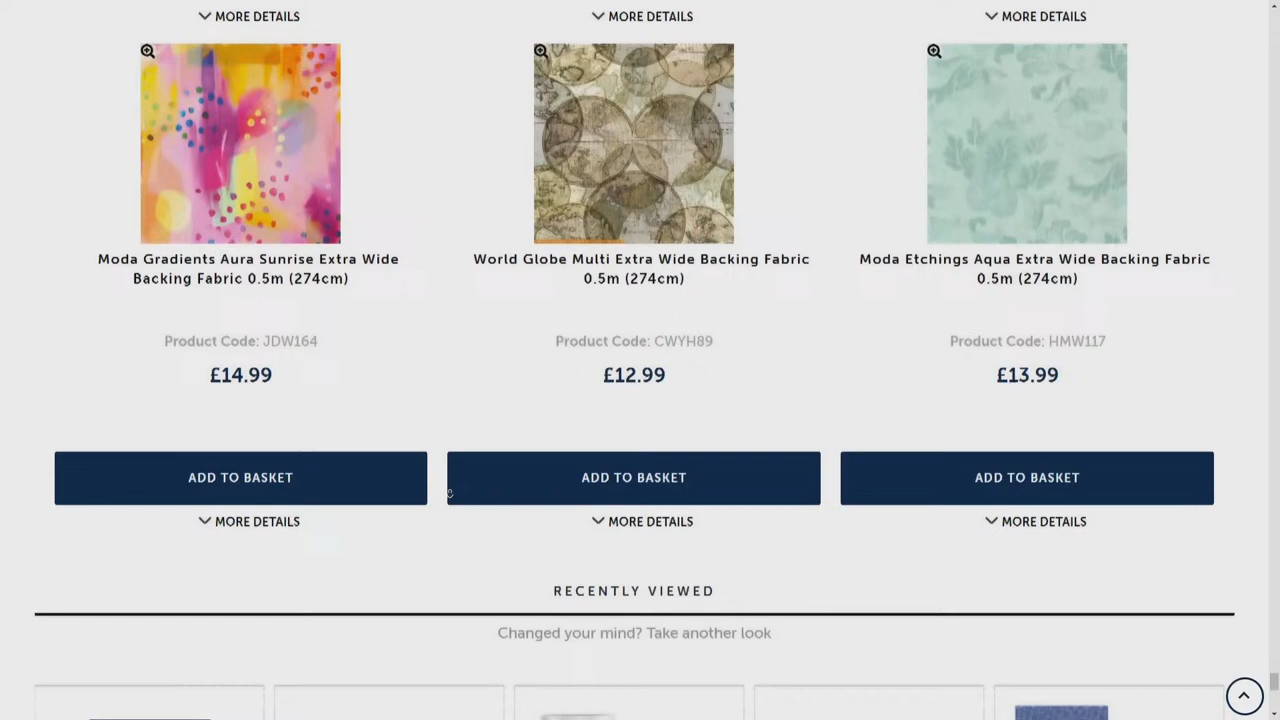 MORE DETAILS
MORE DETAILS
MORE DETAILS
Moda Gradients Aura Sunrise Extra Wide
Backing Fabric 0.5m (274cm)
World Globe Multi Extra Wide Backing Fabric
0.5m (274cm)
Moda Etchings Aqua Extra Wide Backing Fabric
0.5m (274cm)
Product Code: JDW164
Product Code: CWYH89
Product Code: HMW117
£14.99
£12.99
£13.99
ADD TO BASKET
ADD TO BASKET
ADD TO BASKET
MORE DETAILS
MORE DETAILS
MORE DETAILS
RECENTLY VIEWED
Changed your mind? Take another look